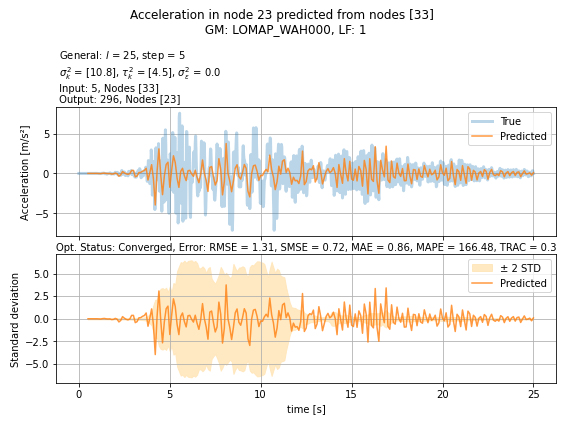 Acceleration in node 23 predicted from nodes [33]
GM: LOMAP_WAH000, LF: 1
General: l = 25, step = 5
σ²ₖ = [10.8], τ²ₖ = [4.5], σ²ε = 0.0
Input: 5, Nodes [33]
Output: 296, Nodes [23]
True
Predicted
5
0
−5
Acceleration [m/s²]
Opt. Status: Converged, Error: RMSE = 1.31, SMSE = 0.72, MAE = 0.86, MAPE = 166.48, TRAC = 0.3
± 2 STD
Predicted
5.0
2.5
0.0
−2.5
−5.0
Standard deviation
0 5 10 15 20 25
time [s]